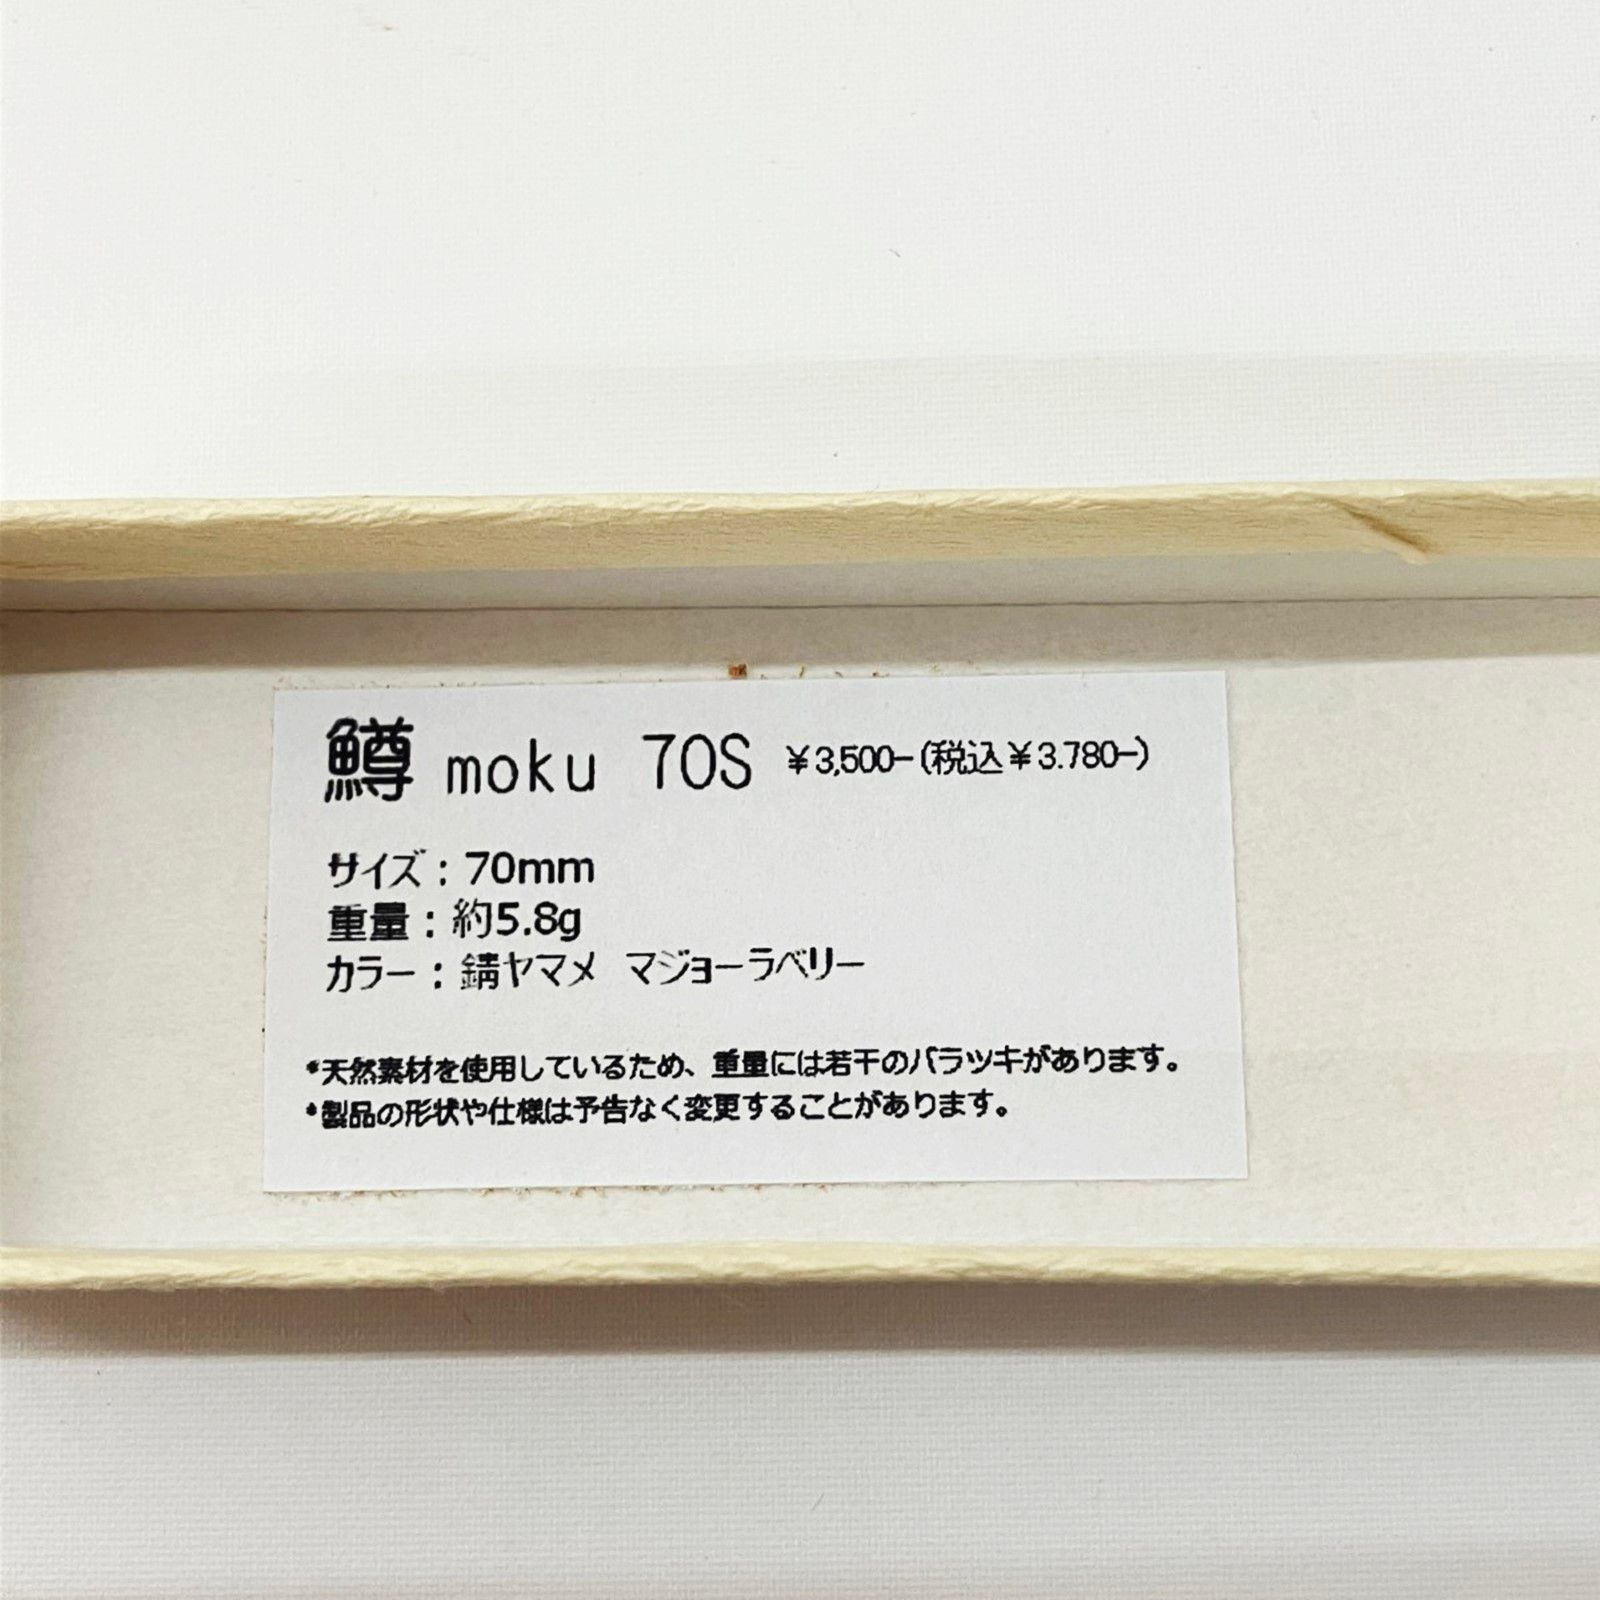 鱒 moku 70S ¥3,500-(税込¥3.780-)
サイズ:70mm
重量:約5.8g
カラー:錆ヤマメ マジョーラベリー
*天然素材を使用しているため、重量には若干のバラツキがあります。
*製品の形状や仕様は予告なく変更することがあります。